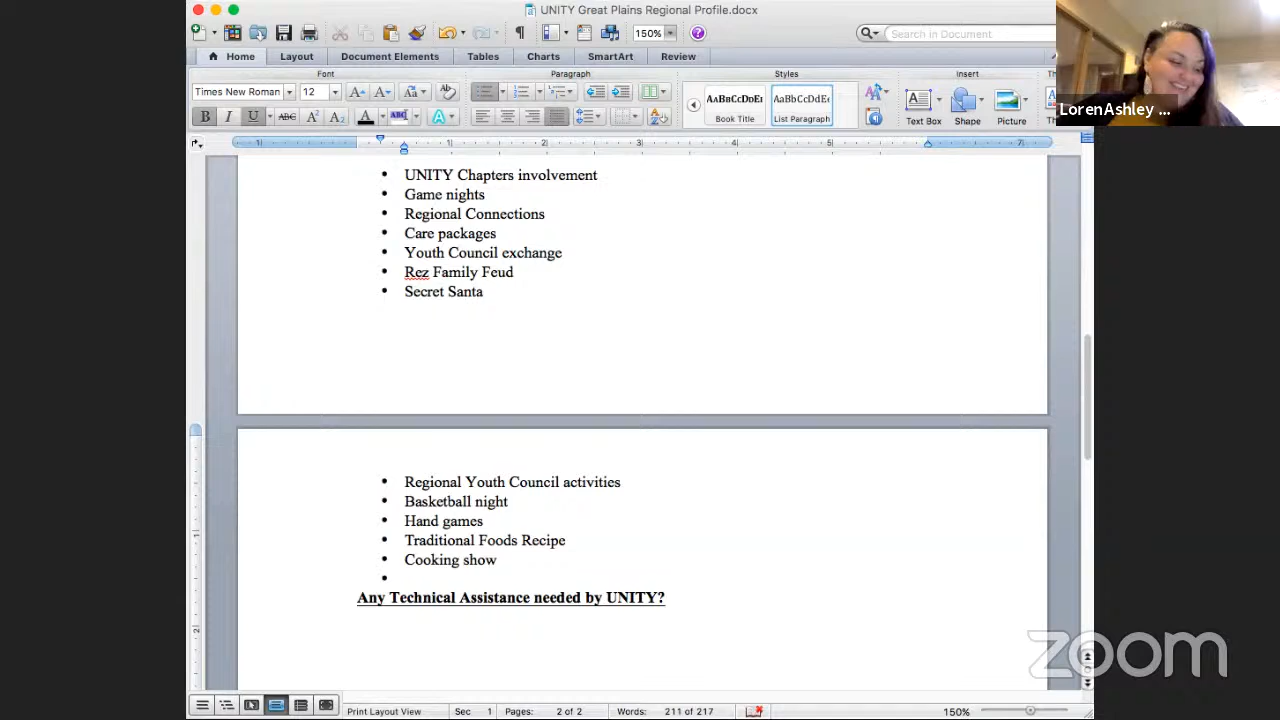 UNITY Great Plains Regional Profile.docx
150%
Search in Document
Home
Layout
Document Elements
Tables
Charts
SmartArt
Review
Font
Paragraph
Styles
Insert
Times New Roman
12
AaBbCcDdEe
Book Title
AaBbCcDdEe
List Paragraph
Text Box
Shape
Picture
LorenAshley ...
UNITY Chapters involvement
Game nights
Regional Connections
Care packages
Youth Council exchange
Rez Family Feud
Secret Santa
Regional Youth Council activities
Basketball night
Hand games
Traditional Foods Recipe
Cooking show
Any Technical Assistance needed by UNITY?
zoom
Print Layout View
Sec 1
Pages: 2 of 2
Words: 211 of 217
150%